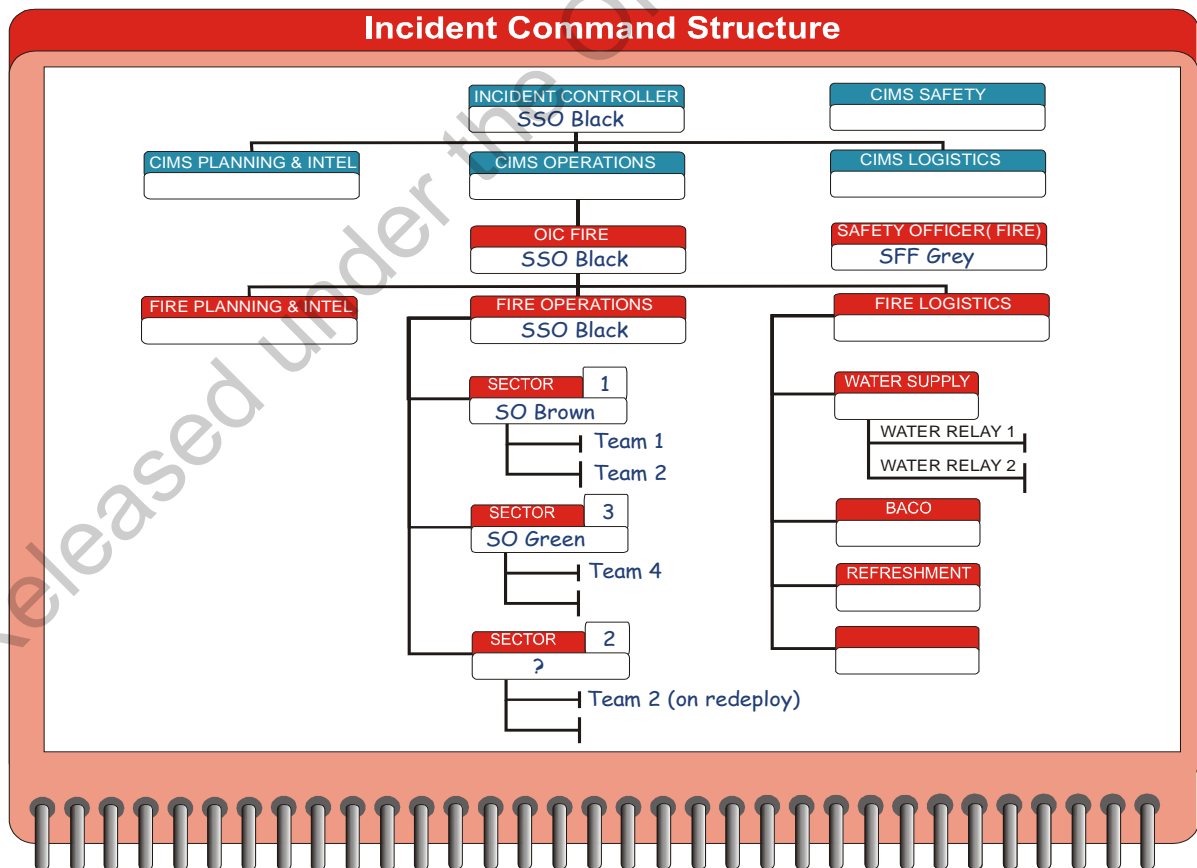 Incident Command Structure
INCIDENT CONTROLLER
SSO Black
CIMS SAFETY
CIMS PLANNING & INTEL
CIMS OPERATIONS
CIMS LOGISTICS
OIC FIRE
SSO Black
SAFETY OFFICER( FIRE)
SFF Grey
FIRE PLANNING & INTEL
FIRE OPERATIONS
SSO Black
FIRE LOGISTICS
SECTOR 1
SO Brown
Team 1
Team 2
SECTOR 3
SO Green
Team 4
SECTOR 2
?
Team 2 (on redeploy)
WATER SUPPLY
WATER RELAY 1
WATER RELAY 2
BACO
REFRESHMENT
Released under the